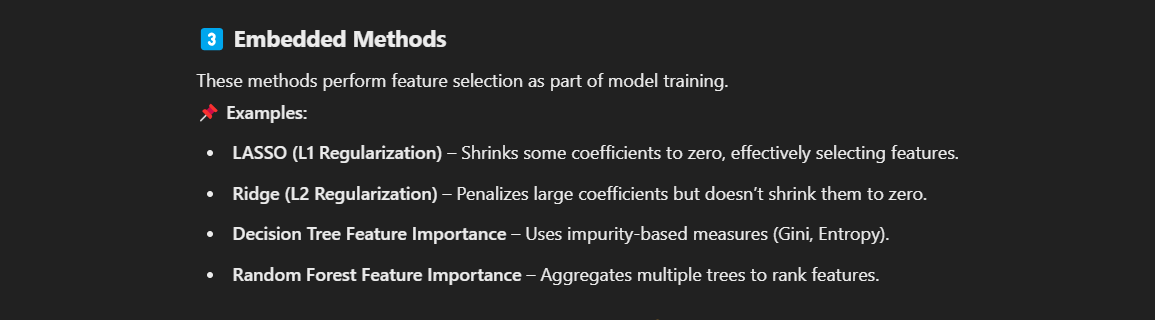 3️⃣ Embedded Methods
These methods perform feature selection as part of model training.
📌 Examples:
• LASSO (L1 Regularization) – Shrinks some coefficients to zero, effectively selecting features.
• Ridge (L2 Regularization) – Penalizes large coefficients but doesn’t shrink them to zero.
• Decision Tree Feature Importance – Uses impurity-based measures (Gini, Entropy).
• Random Forest Feature Importance – Aggregates multiple trees to rank features.